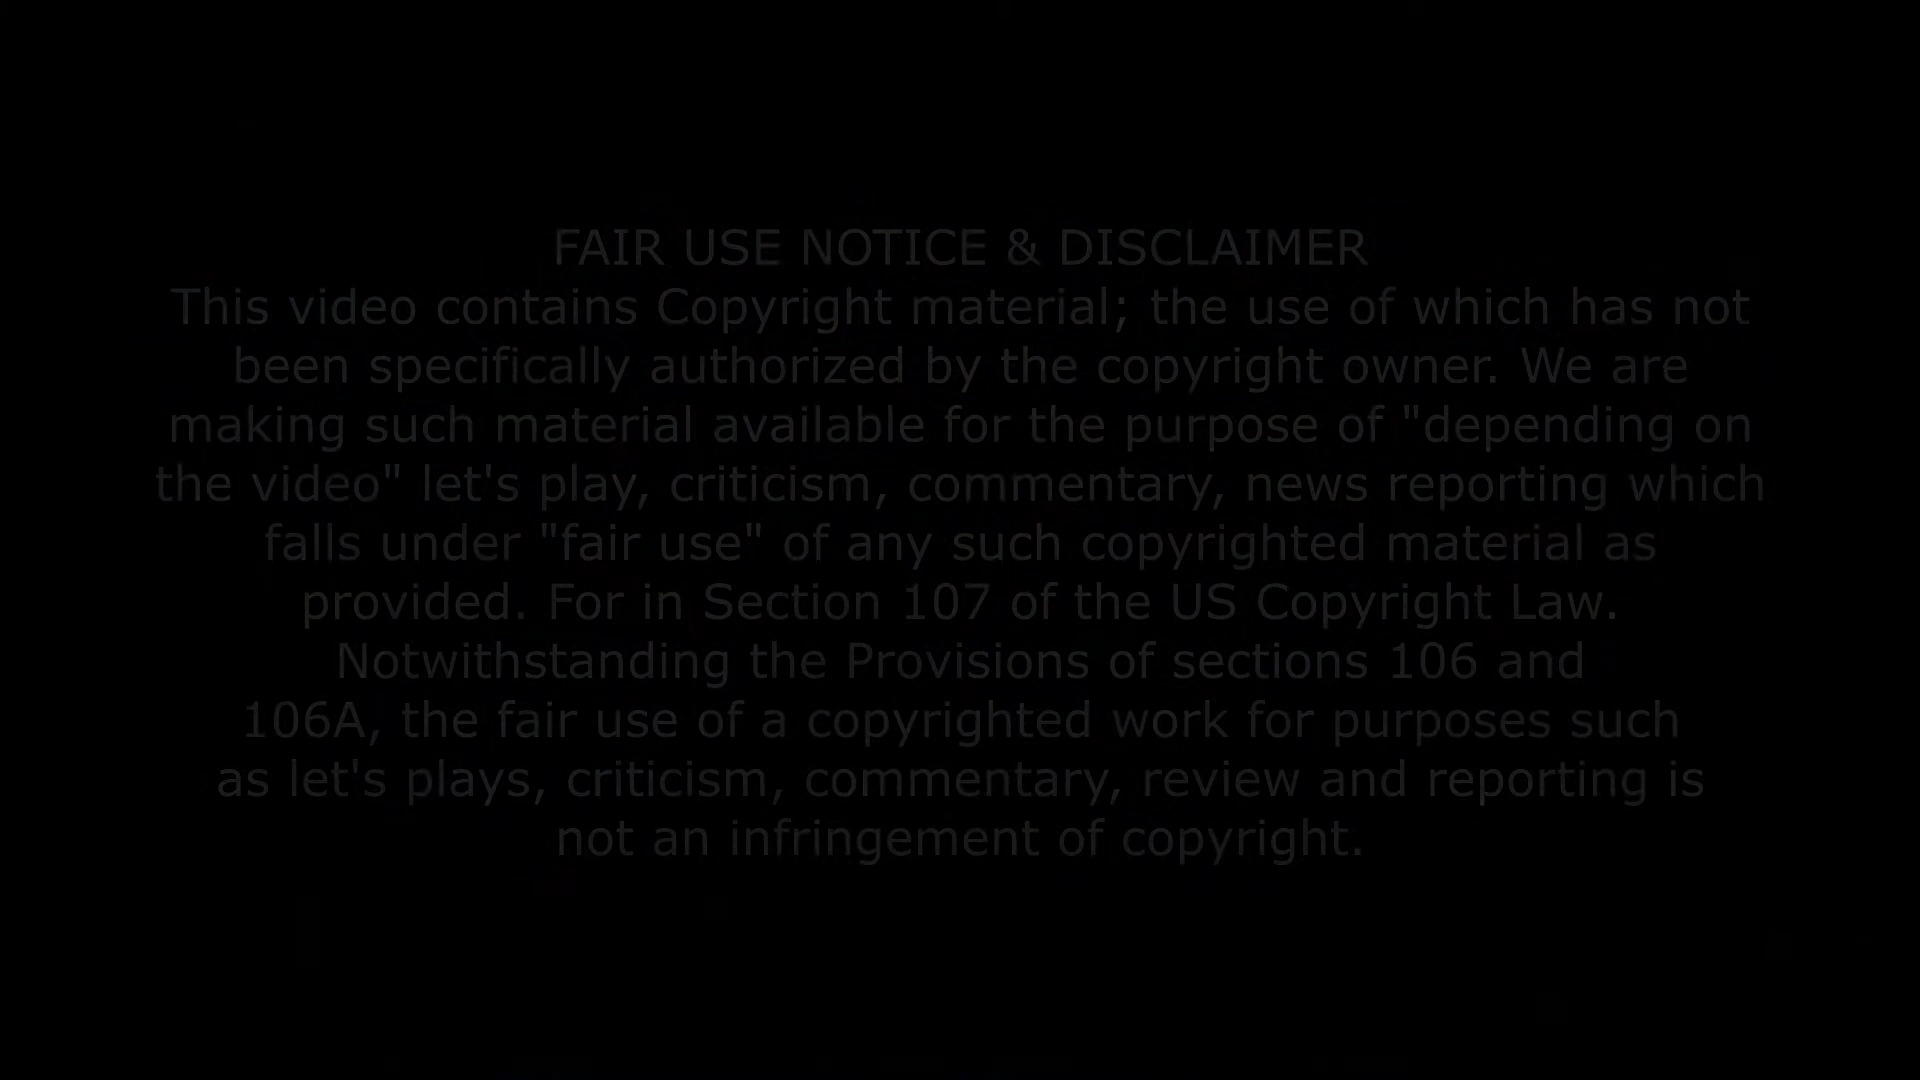 FAIR USE NOTICE & DISCLAIMER
This video contains Copyright material; the use of which has not
been specifically authorized by the copyright owner. We are
making such material available for the purpose of "depending on
the video" let's play, criticism, commentary, news reporting which
falls under "fair use" of any such copyrighted material as
provided. For in Section 107 of the US Copyright Law.
Notwithstanding the Provisions of sections 106 and
106A, the fair use of a copyrighted work for purposes such
as let's plays, criticism, commentary, review and reporting is
not an infringement of copyright.